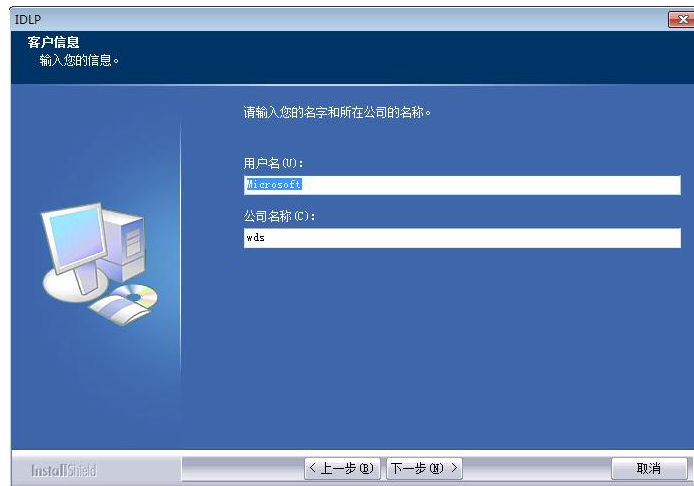 IDLP
客户信息
输入您的信息。
请输入您的名字和所在公司的名称。
用户名(U):
Microsoft
公司名称(C):
wds
InstallShield
< 上一步(B) 下一步(N) > 取消